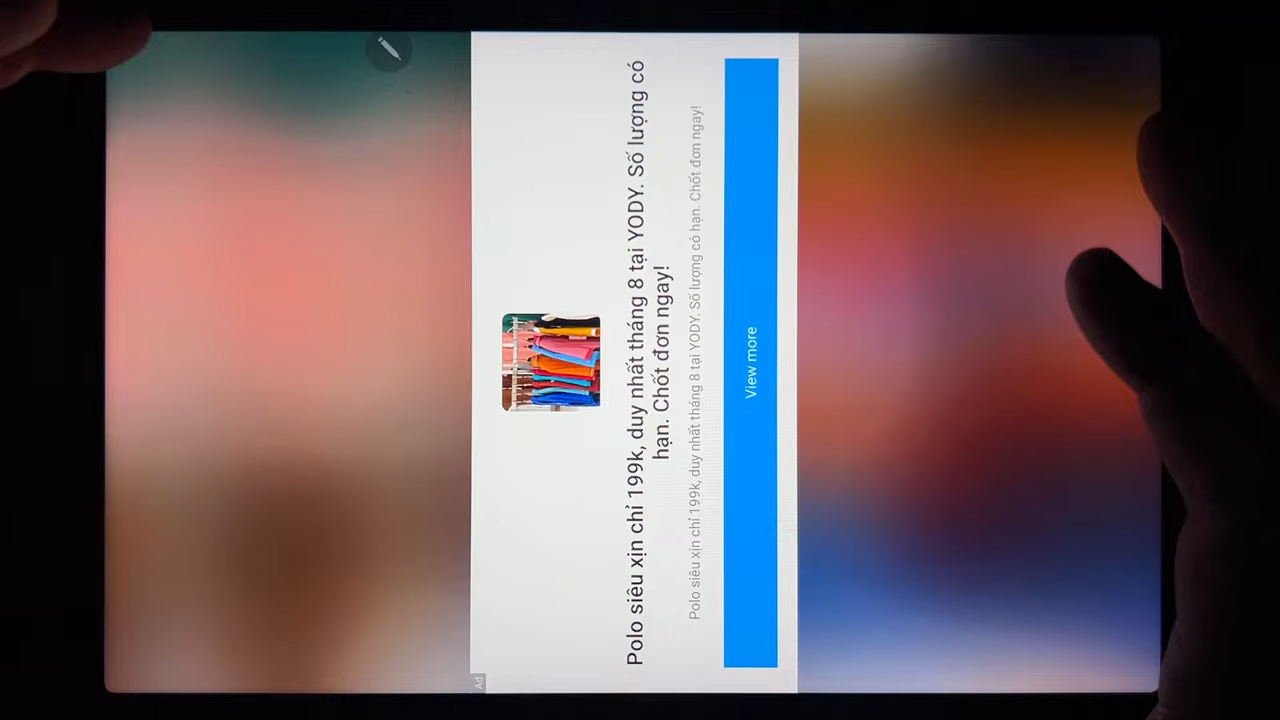 Polo siêu xịn chỉ 199k, duy nhất tháng 8 tại YODY. Số lượng có
hạn. Chốt đơn ngay!
Polo siêu xịn chỉ 199k, duy nhất tháng 8 tại YODY. Số lượng có hạn. Chốt đơn ngay!
View more
Ad